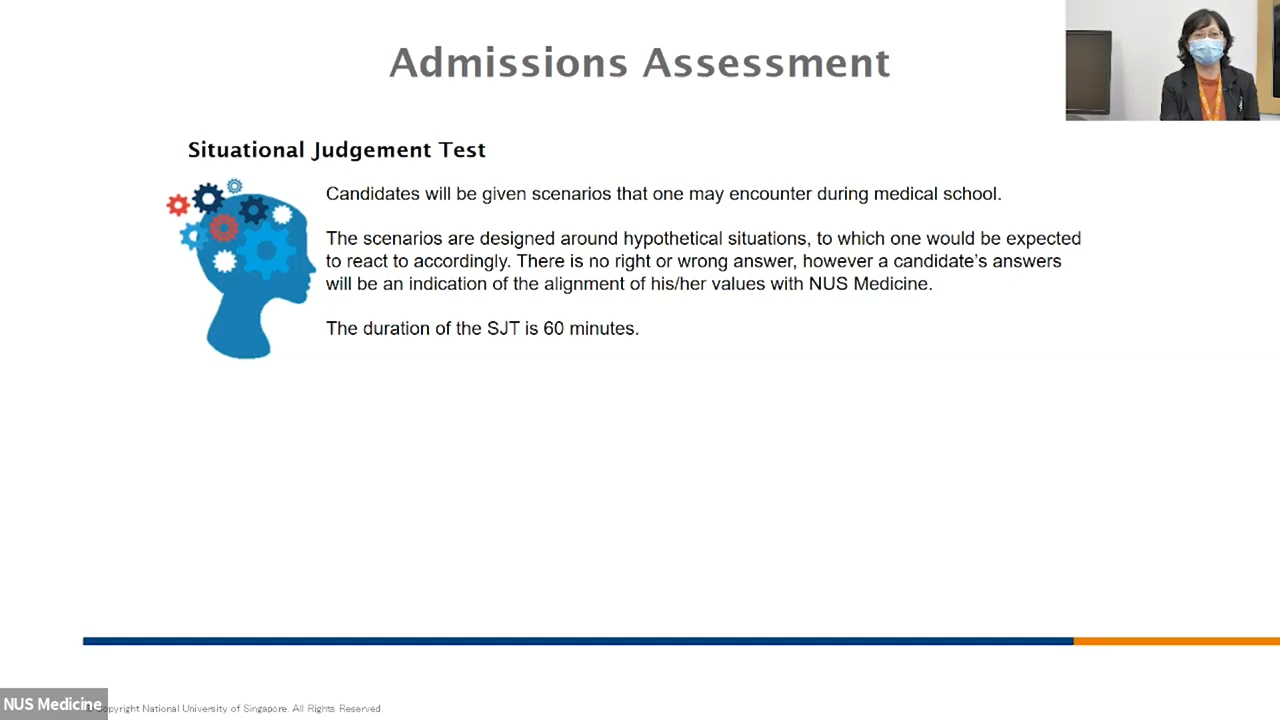 Admissions Assessment
Situational Judgement Test
Candidates will be given scenarios that one may encounter during medical school.
The scenarios are designed around hypothetical situations, to which one would be expected
to react to accordingly. There is no right or wrong answer, however a candidate's answers
will be an indication of the alignment of his/her values with NUS Medicine.
The duration of the SJT is 60 minutes.
NUS Medicine
Copyright National University of Singapore. All Rights Reserved